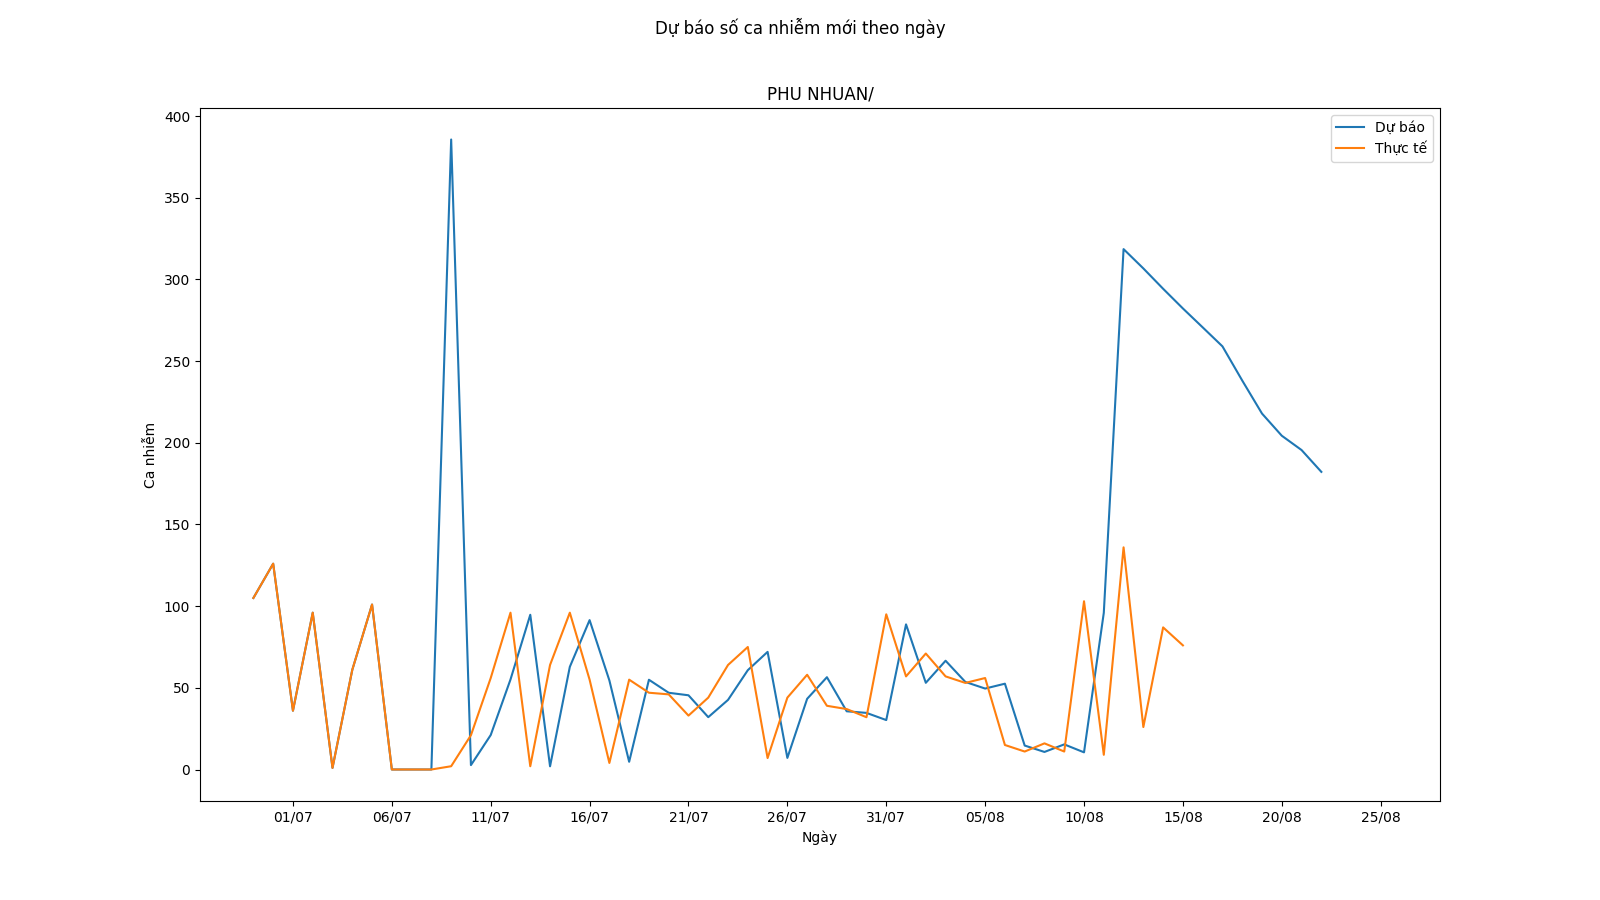 Dự báo số ca nhiễm mới theo ngày
PHU NHUAN/
Dự báo
Thực tế
400
350
300
250
200
150
100
50
0
Ca nhiễm
01/07 06/07 11/07 16/07 21/07 26/07 31/07 05/08 10/08 15/08 20/08 25/08
Ngày